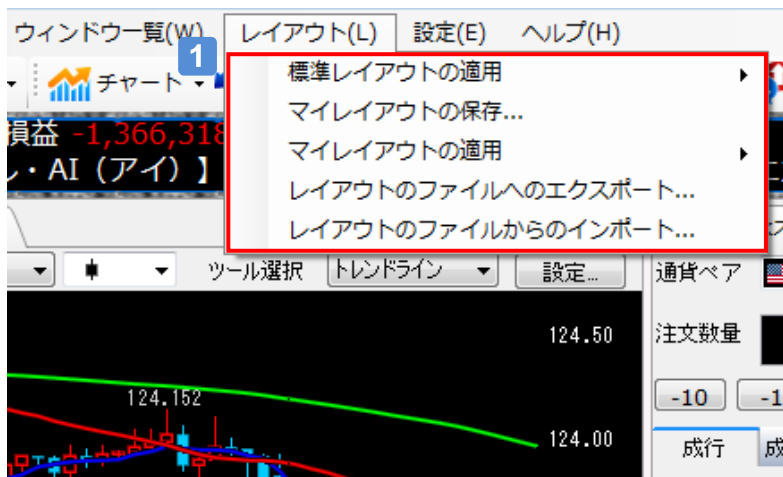 ウィンドウ一覧(W) レイアウト(L) 設定(E) ヘルプ(H)
1
チャート
標準レイアウトの適用
マイレイアウトの保存...
マイレイアウトの適用
レイアウトのファイルへのエクスポート...
レイアウトのファイルからのインポート...
損益 -1,366,318
・AI（アイ）】
ツール選択 トレンドライン 設定... 通貨ペア
124.50 注文数量
124.152
-10 -1
124.00
成行